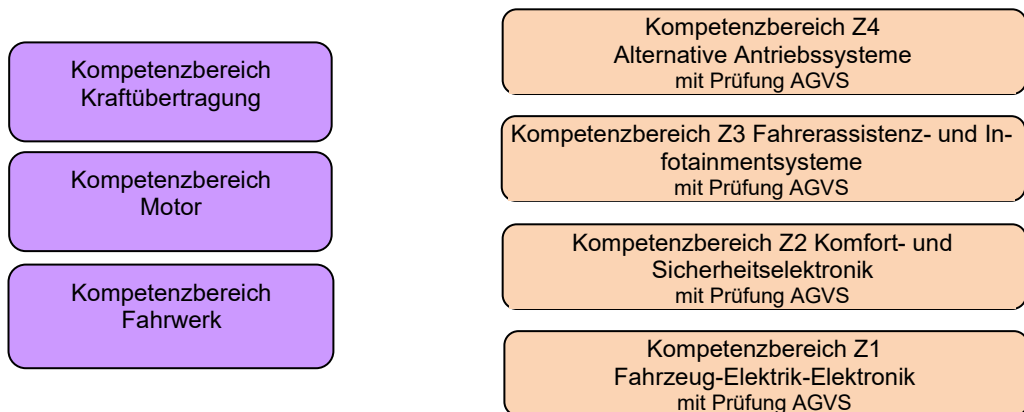 Kompetenzbereich
Kraftübertragung
Kompetenzbereich
Motor
Kompetenzbereich
Fahrwerk
Kompetenzbereich Z4
Alternative Antriebssysteme
mit Prüfung AGVS
Kompetenzbereich Z3 Fahrerassistenz- und In-
fotainmentsysteme
mit Prüfung AGVS
Kompetenzbereich Z2 Komfort- und
Sicherheitselektronik
mit Prüfung AGVS
Kompetenzbereich Z1
Fahrzeug-Elektrik-Elektronik
mit Prüfung AGVS